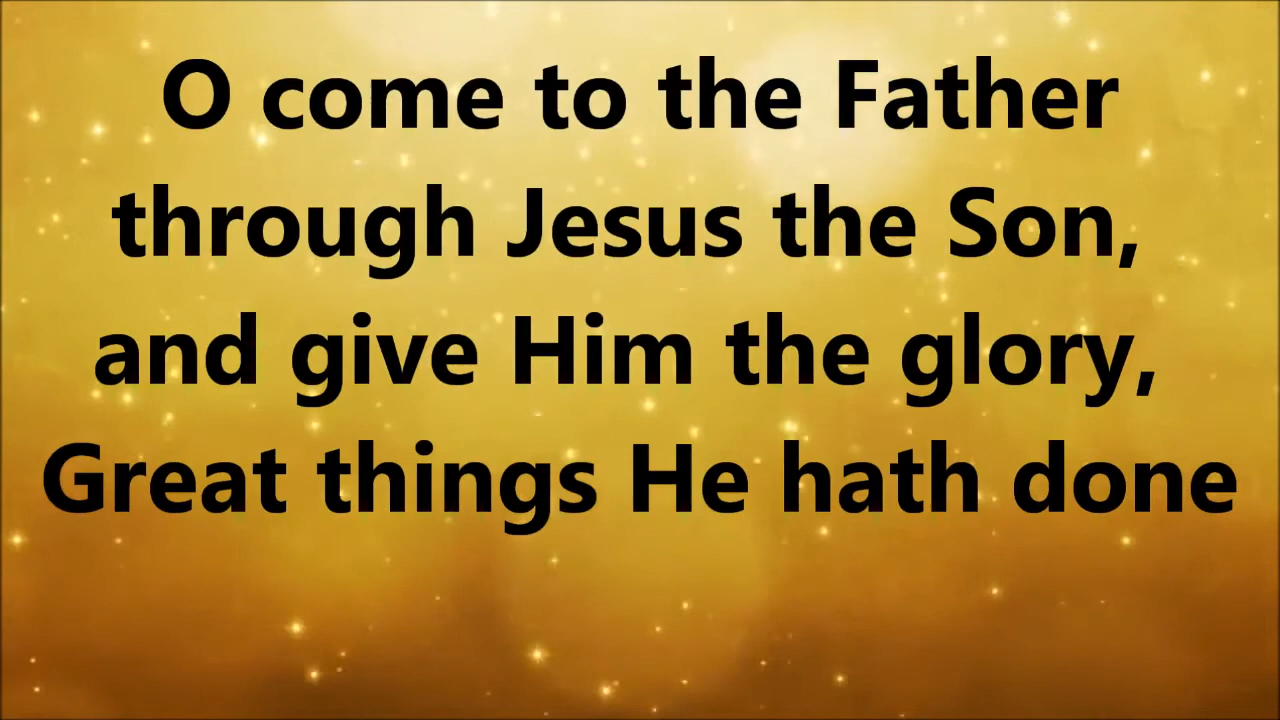 O come to the Father
through Jesus the Son,
and give Him the glory,
Great things He hath done